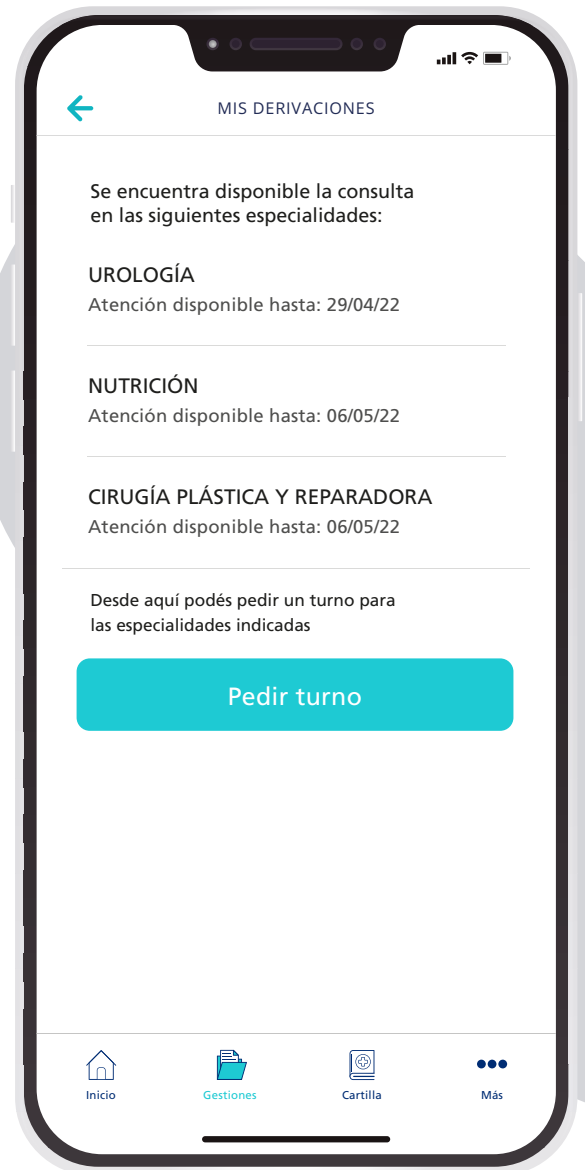 MIS DERIVACIONES
Se encuentra disponible la consulta
en las siguientes especialidades:
UROLOGÍA
Atención disponible hasta: 29/04/22
NUTRICIÓN
Atención disponible hasta: 06/05/22
CIRUGÍA PLÁSTICA Y REPARADORA
Atención disponible hasta: 06/05/22
Desde aquí podés pedir un turno para
las especialidades indicadas
Pedir turno
Inicio
Gestiones
Cartilla
Más